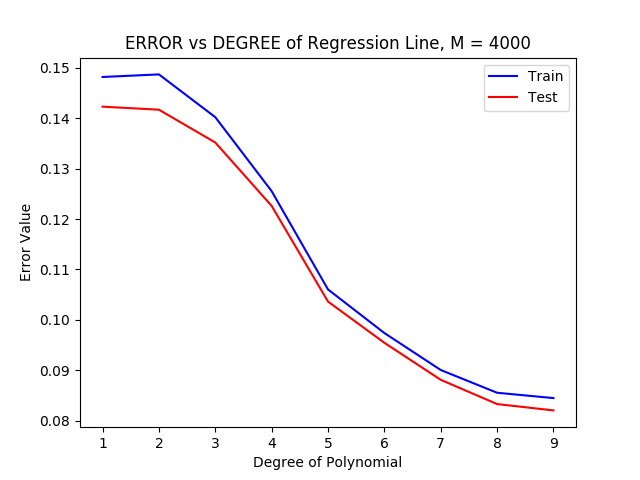 ERROR vs DEGREE of Regression Line, M = 4000
Train
Test
0.15
0.14
0.13
0.12
0.11
0.10
0.09
0.08
Error Value
1 2 3 4 5 6 7 8 9
Degree of Polynomial